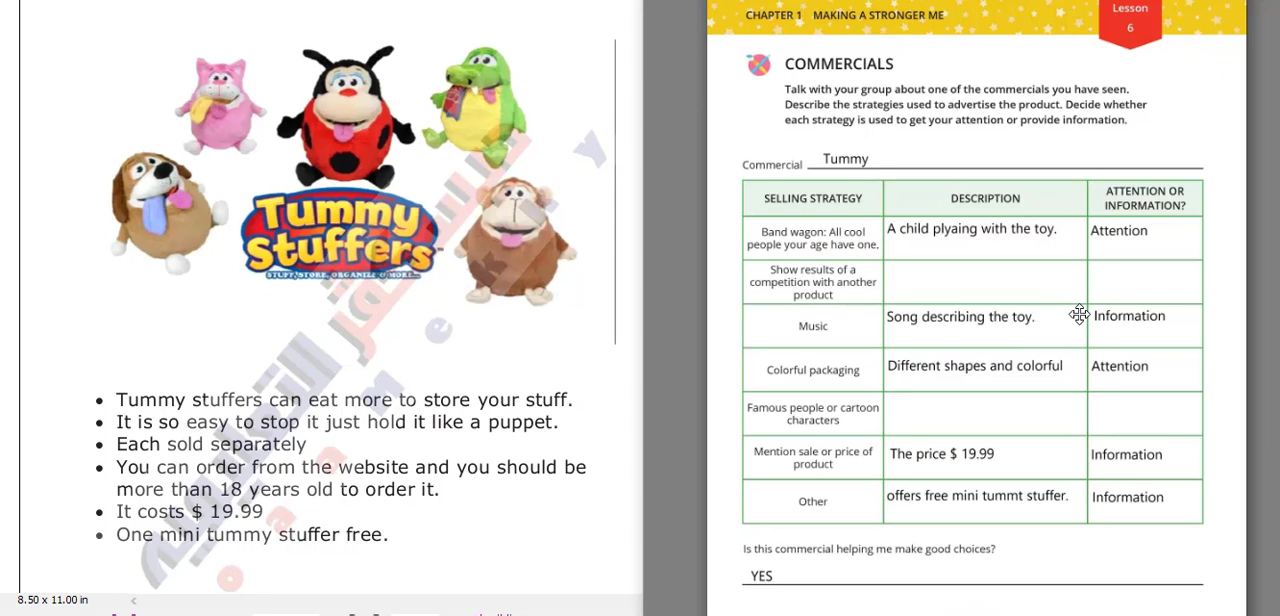 Tummy
Stuffers
STUFF, STORE, ORGANIZE & MORE...
Tummy stuffers can eat more to store your stuff.
It is so easy to stop it just hold it like a puppet.
Each sold separately
You can order from the website and you should be
more than 18 years old to order it.
It costs $ 19.99
One mini tummy stuffer free.
8.50 x 11.00 in
CHAPTER 1 MAKING A STRONGER ME
Lesson
6
COMMERCIALS
Talk with your group about one of the commercials you have seen.
Describe the strategies used to advertise the product. Decide whether
each strategy is used to get your attention or provide information.
Commercial Tummy
SELLING STRATEGY DESCRIPTION ATTENTION OR
INFORMATION?
Band wagon: All cool
people your age have one.
A child plyaing with the toy. Attention
Show results of a
competition with another
product
Music Song describing the toy. Information
Colorful packaging Different shapes and colorful Attention
Famous people or cartoon
characters
Mention sale or price of
product
The price $ 19.99 Information
Other offers free mini tummt stuffer. Information
Is this commercial helping me make good choices?
YES